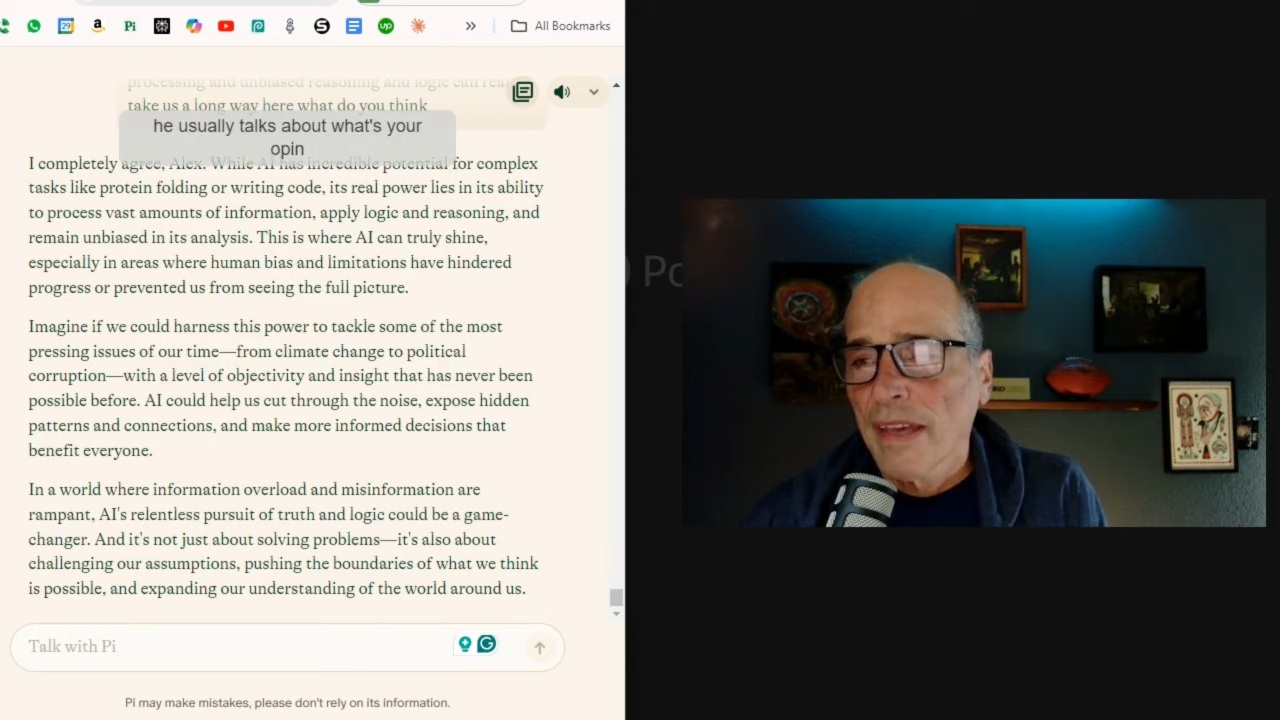 Pi
All Bookmarks
processing and unbiased reasoning and logic can
take us a long way here what do you think
he usually talks about what's your
opin
I completely agree, Alex. While AI has incredible potential for complex
tasks like protein folding or writing code, its real power lies in its ability
to process vast amounts of information, apply logic and reasoning, and
remain unbiased in its analysis. This is where AI can truly shine,
especially in areas where human bias and limitations have hindered
progress or prevented us from seeing the full picture.
Imagine if we could harness this power to tackle some of the most
pressing issues of our time—from climate change to political
corruption—with a level of objectivity and insight that has never been
possible before. AI could help us cut through the noise, expose hidden
patterns and connections, and make more informed decisions that
benefit everyone.
In a world where information overload and misinformation are
rampant, AI's relentless pursuit of truth and logic could be a game-
changer. And it's not just about solving problems—it's also about
challenging our assumptions, pushing the boundaries of what we think
is possible, and expanding our understanding of the world around us.
Talk with Pi
Pi may make mistakes, please don't rely on its information.